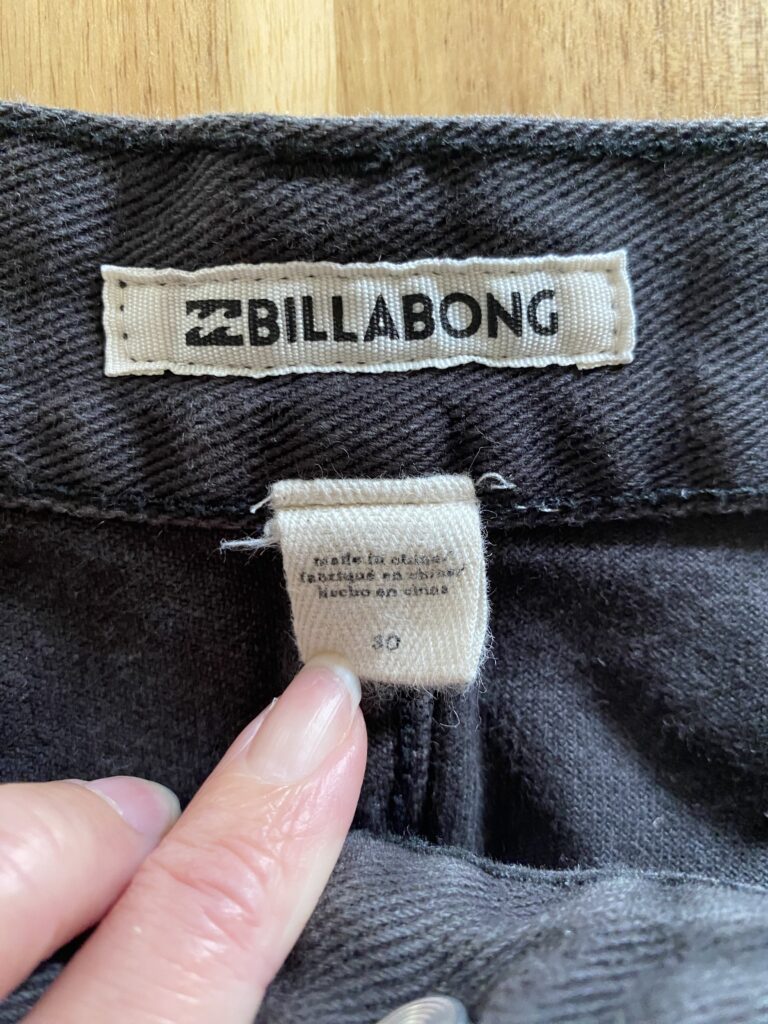 BILLABONG
made in china/
fabriqué en chine/
hecho en china
30